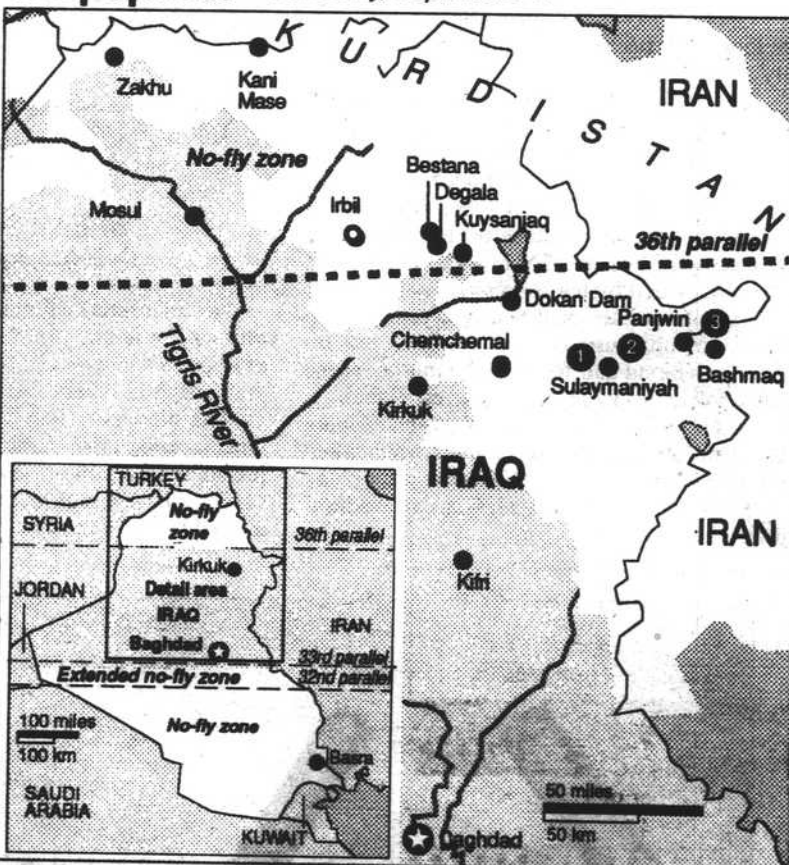 KURDISTAN
IRAN
Zakhu
Kani
Mase
No-fly zone
Bestana
Degala
Kuysanjaq
Mosul
Irbil
36th parallel
Dokan Dam
Panjwin
3
Chemchemal
1
2
Bashmaq
Sulaymaniyah
Kirkuk
Tigris River
IRAQ
IRAN
Kifri
Baghdad
50 miles
50 km
TURKEY
No-fly
zone
SYRIA
36th parallel
Kirkuk
JORDAN
Detail area
IRAQ
IRAN
Baghdad
33rd parallel
Extended no-fly zone
32nd parallel
No-fly zone
100 miles
100 km
Basra
SAUDI
ARABIA
KUWAIT